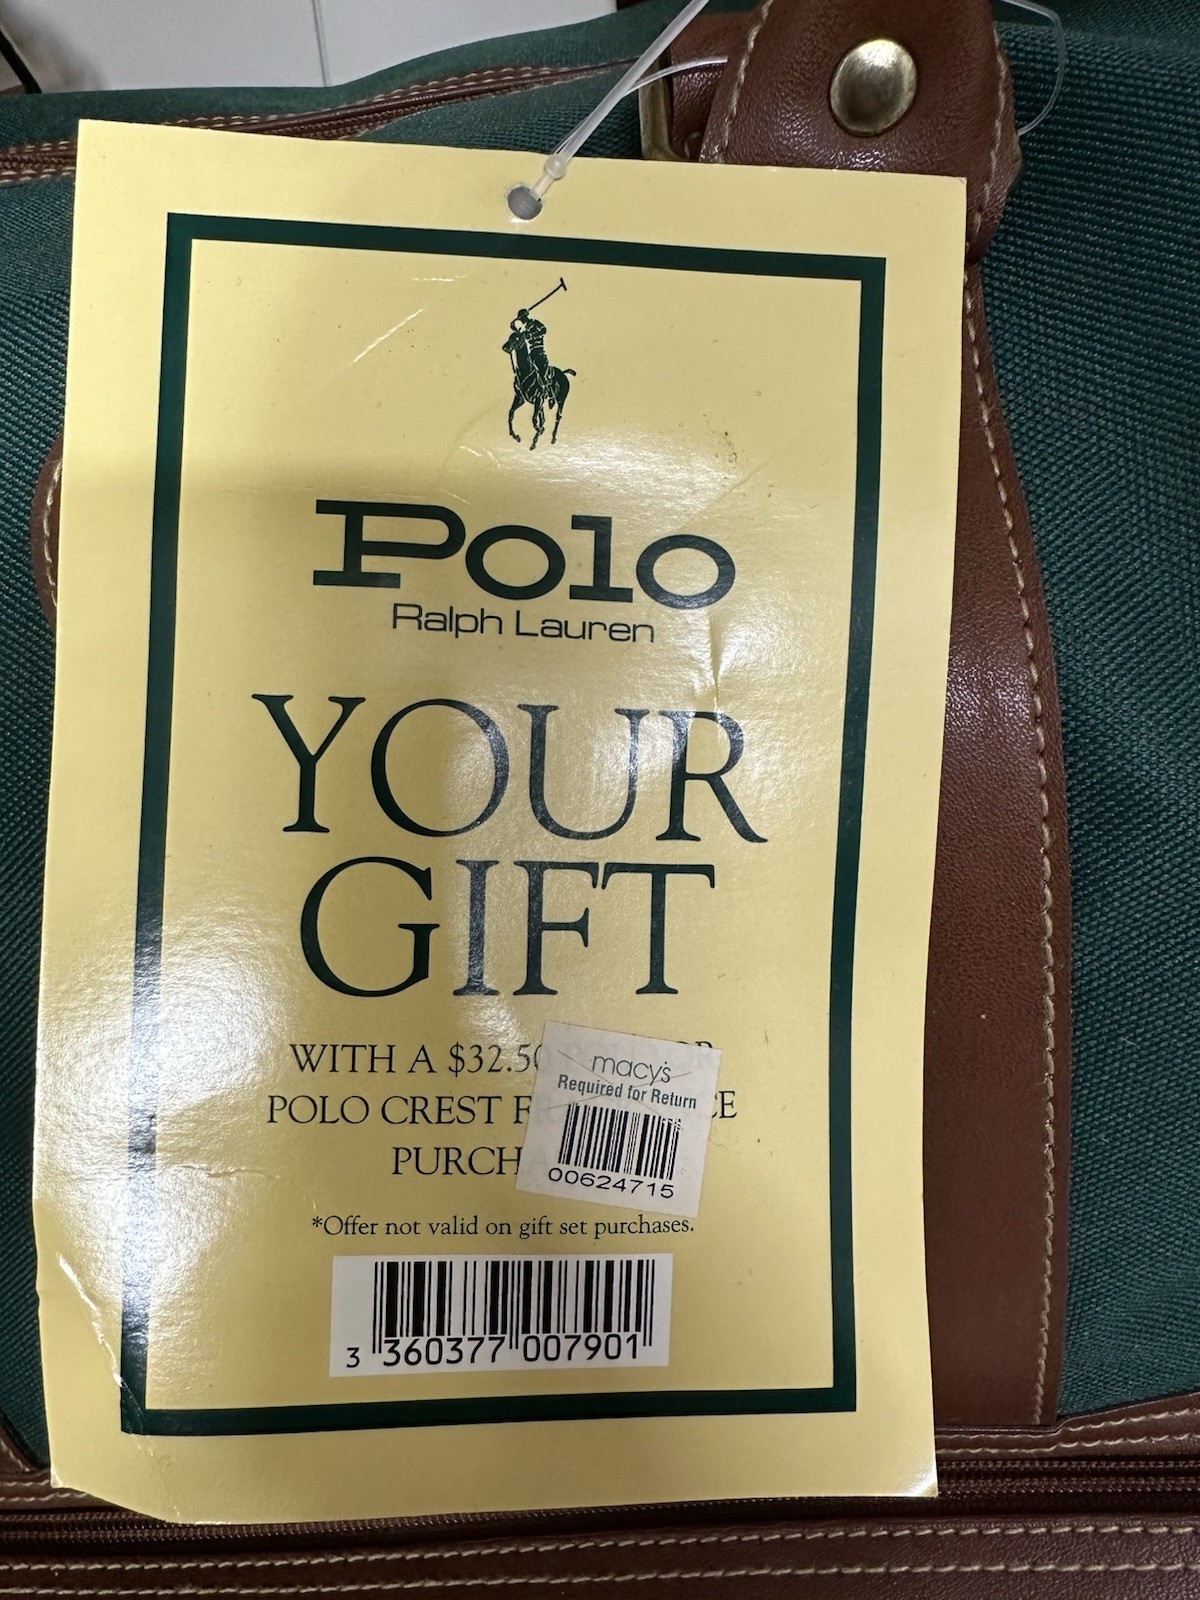 Polo
Ralph Lauren
YOUR
GIFT
WITH A $32.50
POLO CREST
PURCH
macy's
Required for Return
00624715
*Offer not valid on gift set purchases.
3 360377 007901